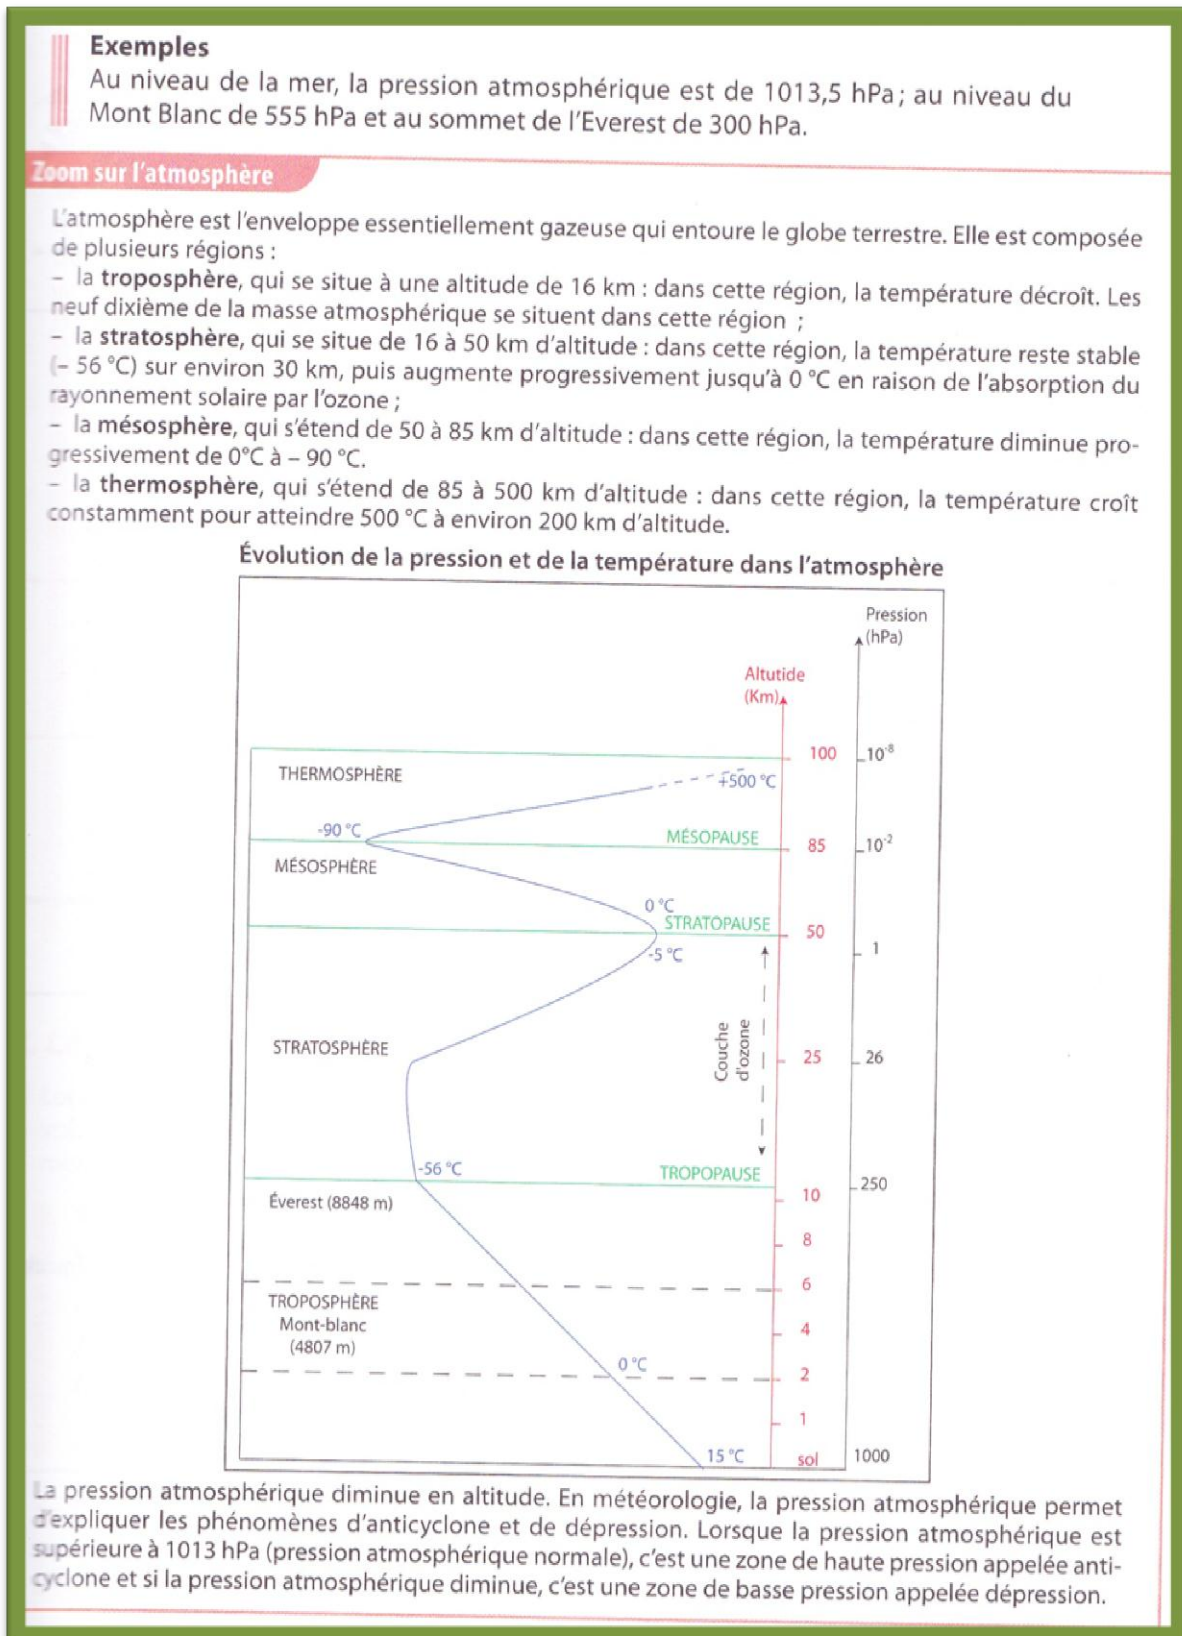 Exemples
Au niveau de la mer, la pression atmosphérique est de 1013,5 hPa; au niveau du
Mont Blanc de 555 hPa et au sommet de l'Everest de 300 hPa.
Zoom sur l'atmosphère
L'atmosphère est l'enveloppe essentiellement gazeuse qui entoure le globe terrestre. Elle est composée
de plusieurs régions :
– la troposphère, qui se situe à une altitude de 16 km : dans cette région, la température décroît. Les
neuf dixième de la masse atmosphérique se situent dans cette région ;
– la stratosphère, qui se situe de 16 à 50 km d'altitude : dans cette région, la température reste stable
(– 56 °C) sur environ 30 km, puis augmente progressivement jusqu'à 0 °C en raison de l'absorption du
rayonnement solaire par l'ozone ;
– la mésosphère, qui s'étend de 50 à 85 km d'altitude : dans cette région, la température diminue pro-
gressivement de 0°C à – 90 °C.
– la thermosphère, qui s'étend de 85 à 500 km d'altitude : dans cette région, la température croît
constamment pour atteindre 500 °C à environ 200 km d'altitude.
Évolution de la pression et de la température dans l'atmosphère
Pression
(hPa)
Altutide
(Km)
100
10⁻⁸
THERMOSPHÈRE
+500 °C
-90 °C
MÉSOPAUSE
85
10⁻²
MÉSOSPHÈRE
0 °C
STRATOPAUSE
50
-5 °C
1
Couche
d'ozone
STRATOSPHÈRE
25
26
-56 °C
TROPOPAUSE
250
Éverest (8848 m)
10
8
6
TROPOSPHÈRE
Mont-blanc
(4807 m)
4
0 °C
2
1
15 °C
sol
1000
La pression atmosphérique diminue en altitude. En météorologie, la pression atmosphérique permet
d'expliquer les phénomènes d'anticyclone et de dépression. Lorsque la pression atmosphérique est
supérieure à 1013 hPa (pression atmosphérique normale), c'est une zone de haute pression appelée anti-
cyclone et si la pression atmosphérique diminue, c'est une zone de basse pression appelée dépression.